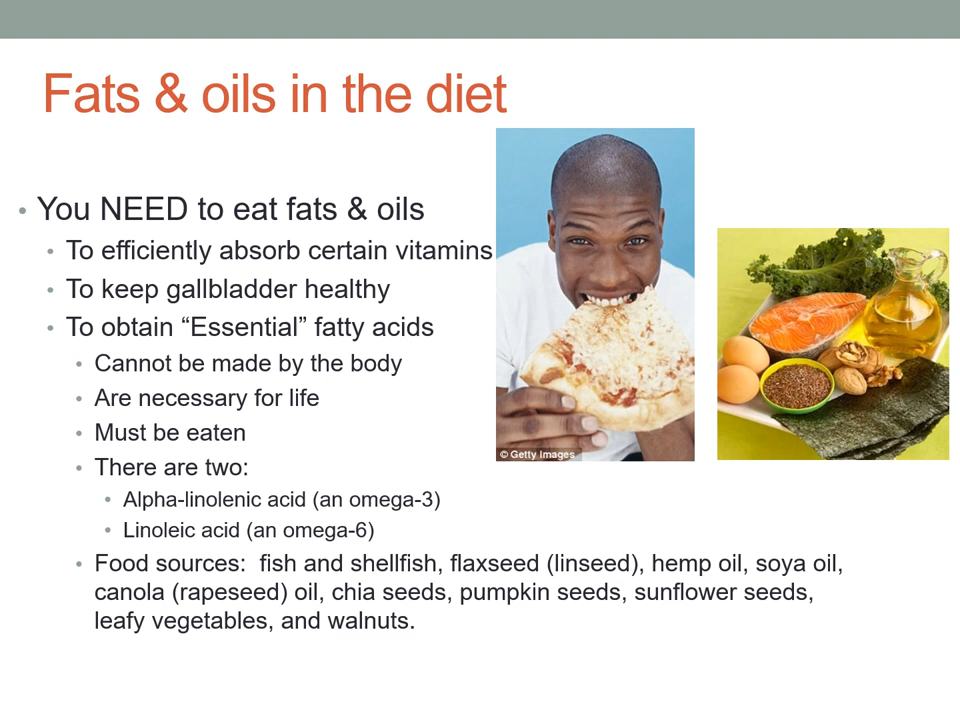 Fats & oils in the diet
• You NEED to eat fats & oils
• To efficiently absorb certain vitamins
• To keep gallbladder healthy
• To obtain “Essential” fatty acids
• Cannot be made by the body
• Are necessary for life
• Must be eaten
• There are two:
• Alpha-linolenic acid (an omega-3)
• Linoleic acid (an omega-6)
• Food sources:  fish and shellfish, flaxseed (linseed), hemp oil, soya oil,
canola (rapeseed) oil, chia seeds, pumpkin seeds, sunflower seeds,
leafy vegetables, and walnuts.
© Getty Images